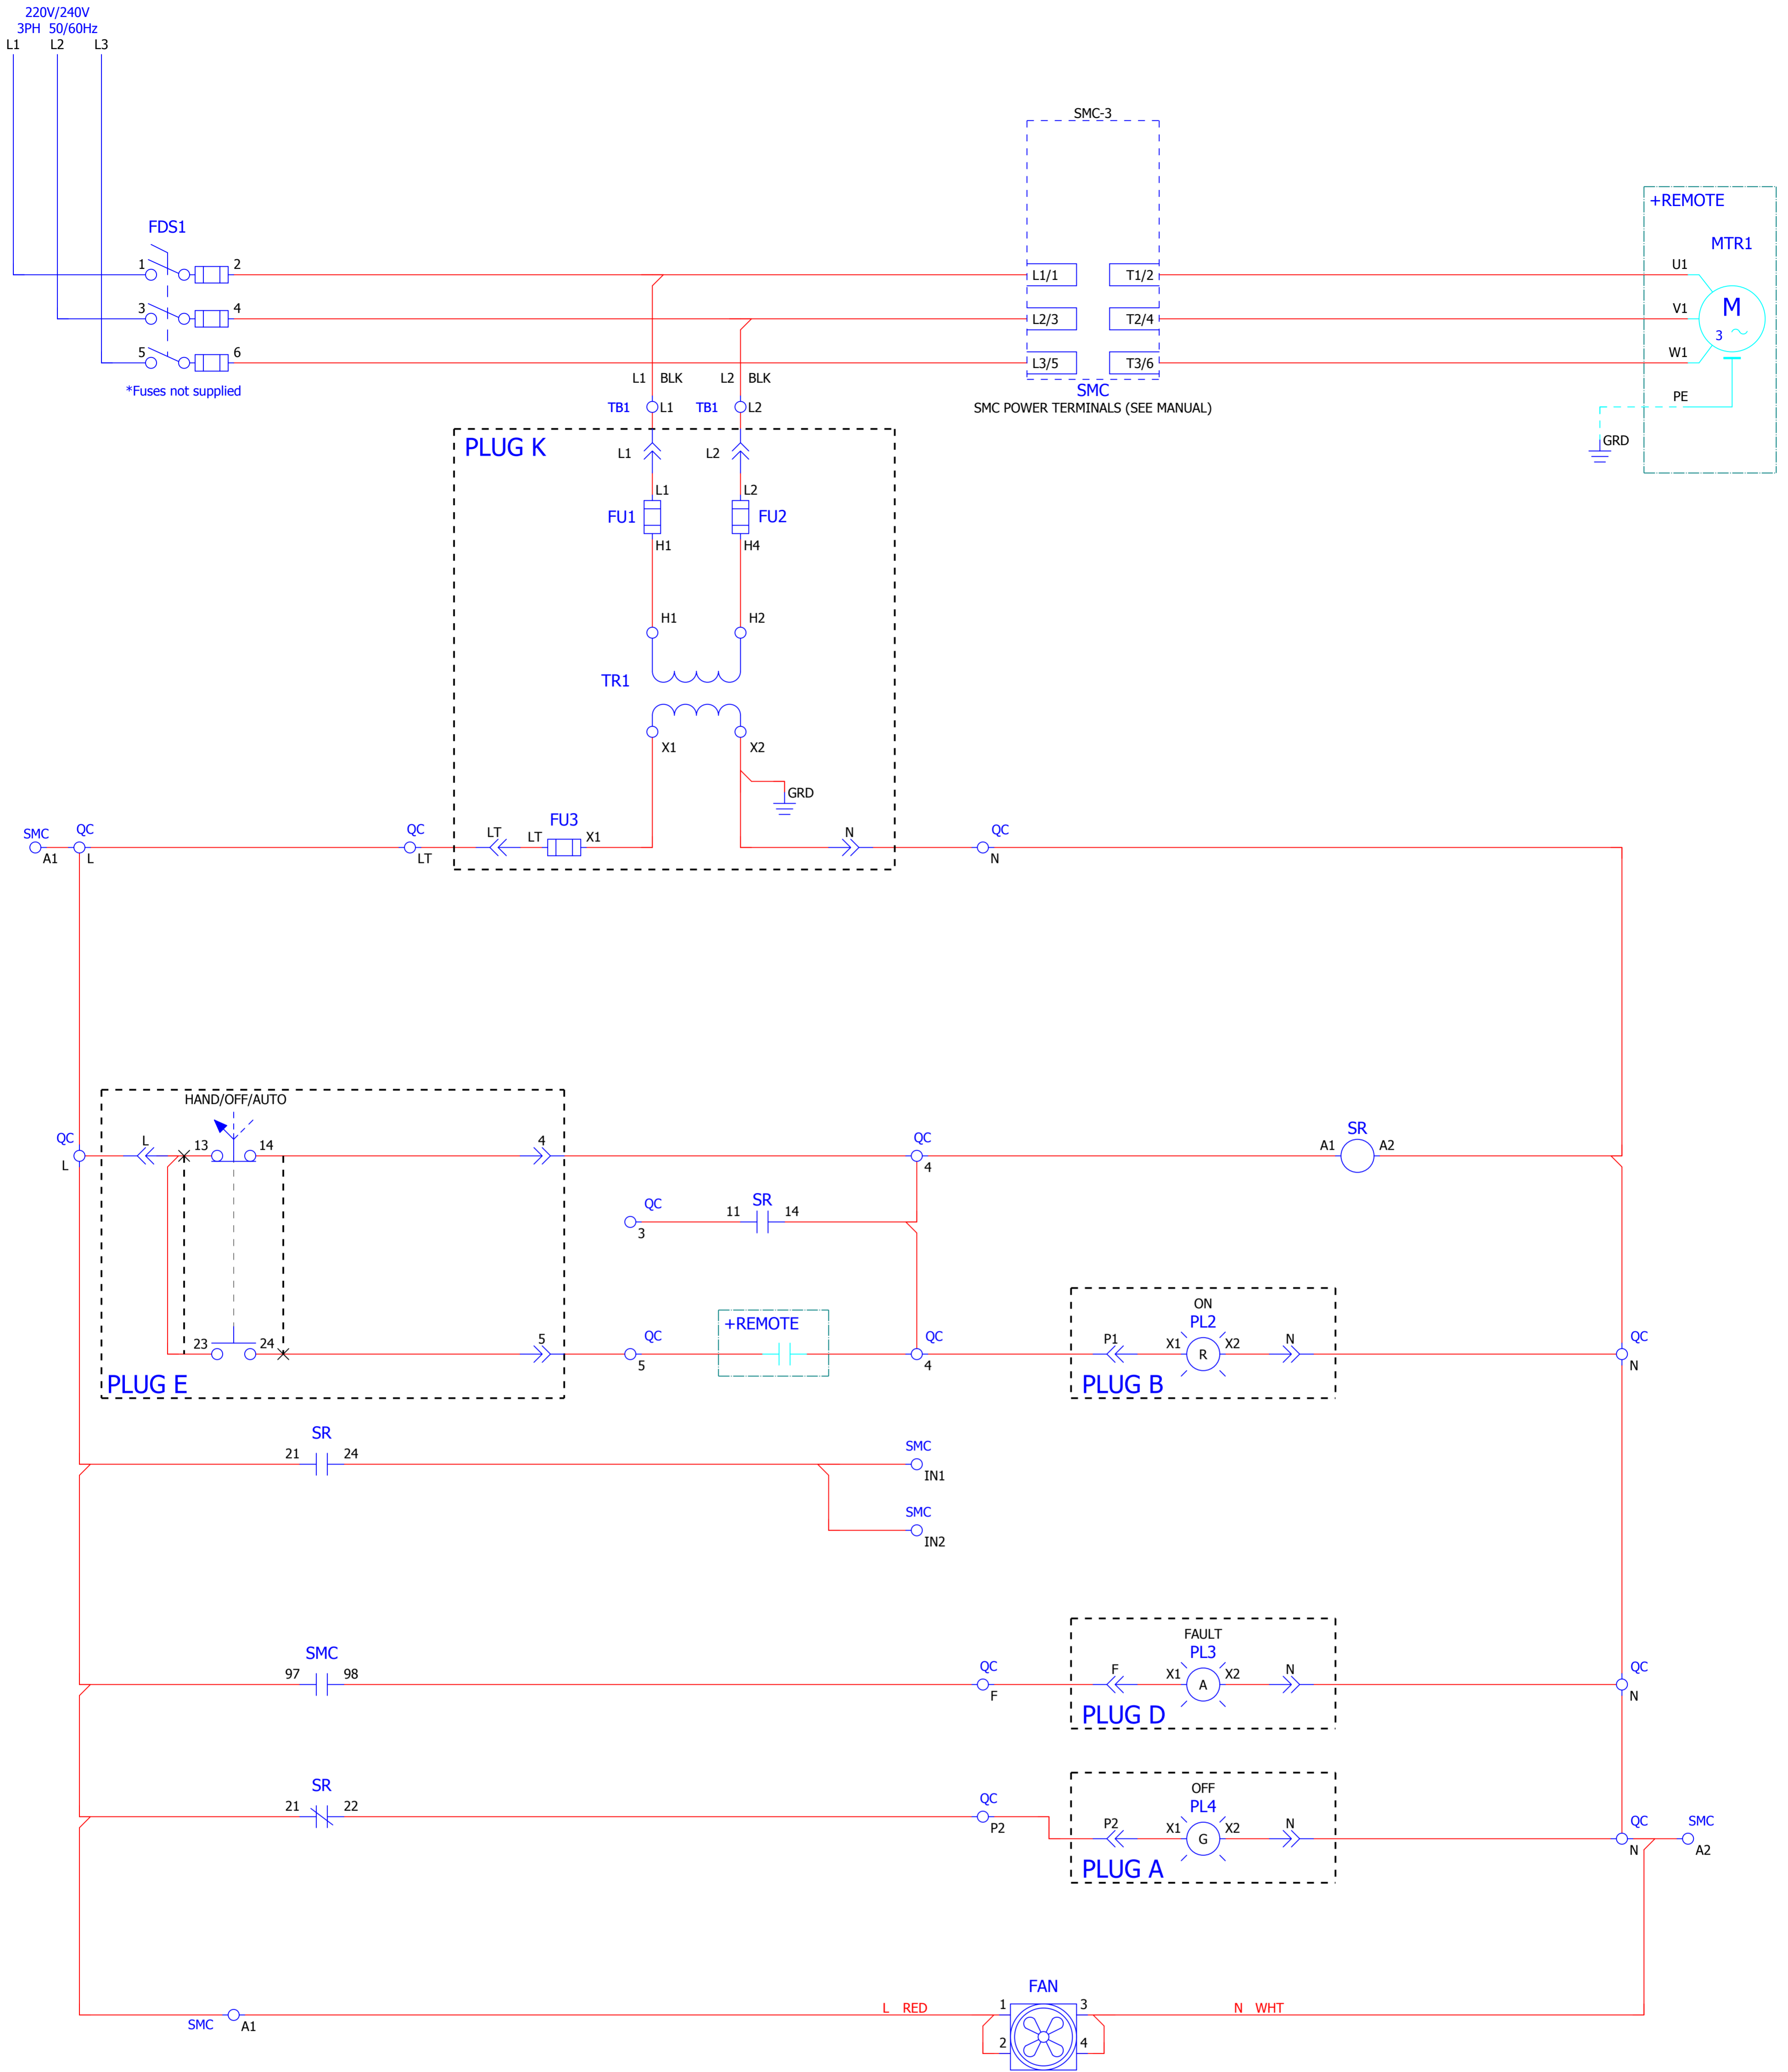 220V/240V
3PH 50/60Hz
L1 L2 L3
SMC-3
+REMOTE
MTR1
FDS1
1 2
L1/1 T1/2
U1
3 4
L2/3 T2/4
V1
M
3
5 6
L3/5 T3/6
W1
*Fuses not supplied
L1 BLK L2 BLK
SMC
PE
TB1 L1 TB1 L2
SMC POWER TERMINALS (SEE MANUAL)
GRD
PLUG K
L1 L2
L1 L2
FU1 FU2
H1 H4
H1 H2
TR1
X1 X2
GRD
FU3
SMC QC QC LT LT X1 N QC
A1 L LT N
HAND/OFF/AUTO
QC L 13 14 4 QC SR
L 4 A1 A2
QC 11 SR 14
3
ON
+REMOTE
PL2
23 24 5 QC QC P1 X1 R X2 N QC
5 4 N
PLUG E PLUG B
SR
21 24 SMC
IN1
SMC
IN2
FAULT
SMC PL3
97 98 QC F X1 A X2 N QC
F N
PLUG D
SR OFF
21 22 QC PL4
P2 P2 X1 G X2 N QC SMC
N A2
PLUG A
FAN
L RED 1 3 N WHT
SMC A1
2 4